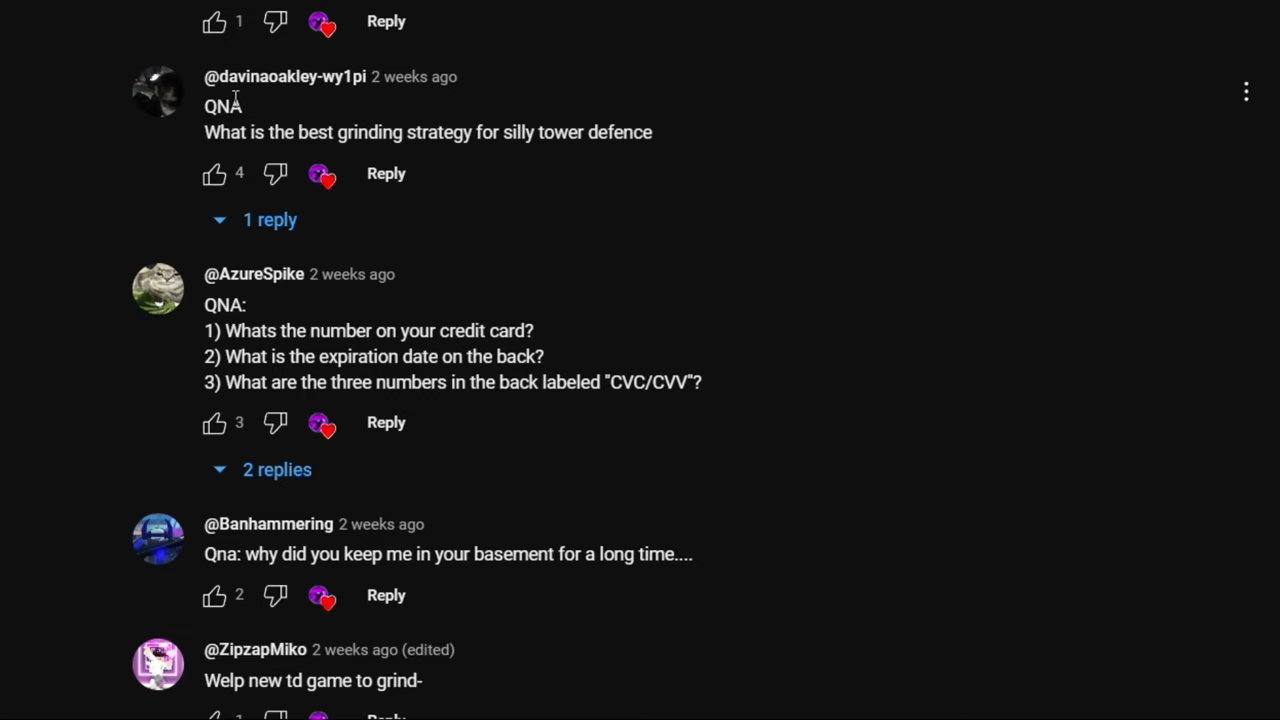 1 Reply
@davinaoakley-wy1pi 2 weeks ago
QNA
What is the best grinding strategy for silly tower defence
4 Reply
1 reply
@AzureSpike 2 weeks ago
QNA:
1) Whats the number on your credit card?
2) What is the expiration date on the back?
3) What are the three numbers in the back labeled "CVC/CVV"?
3 Reply
2 replies
@Banhammering 2 weeks ago
Qna: why did you keep me in your basement for a long time....
2 Reply
@ZipzapMiko 2 weeks ago (edited)
Welp new td game to grind-
1 Reply